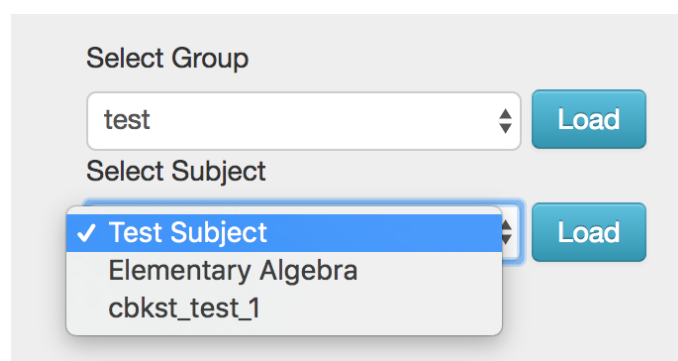 Select Group
test Load
Select Subject
✓ Test Subject Load
Elementary Algebra
cbkst_test_1